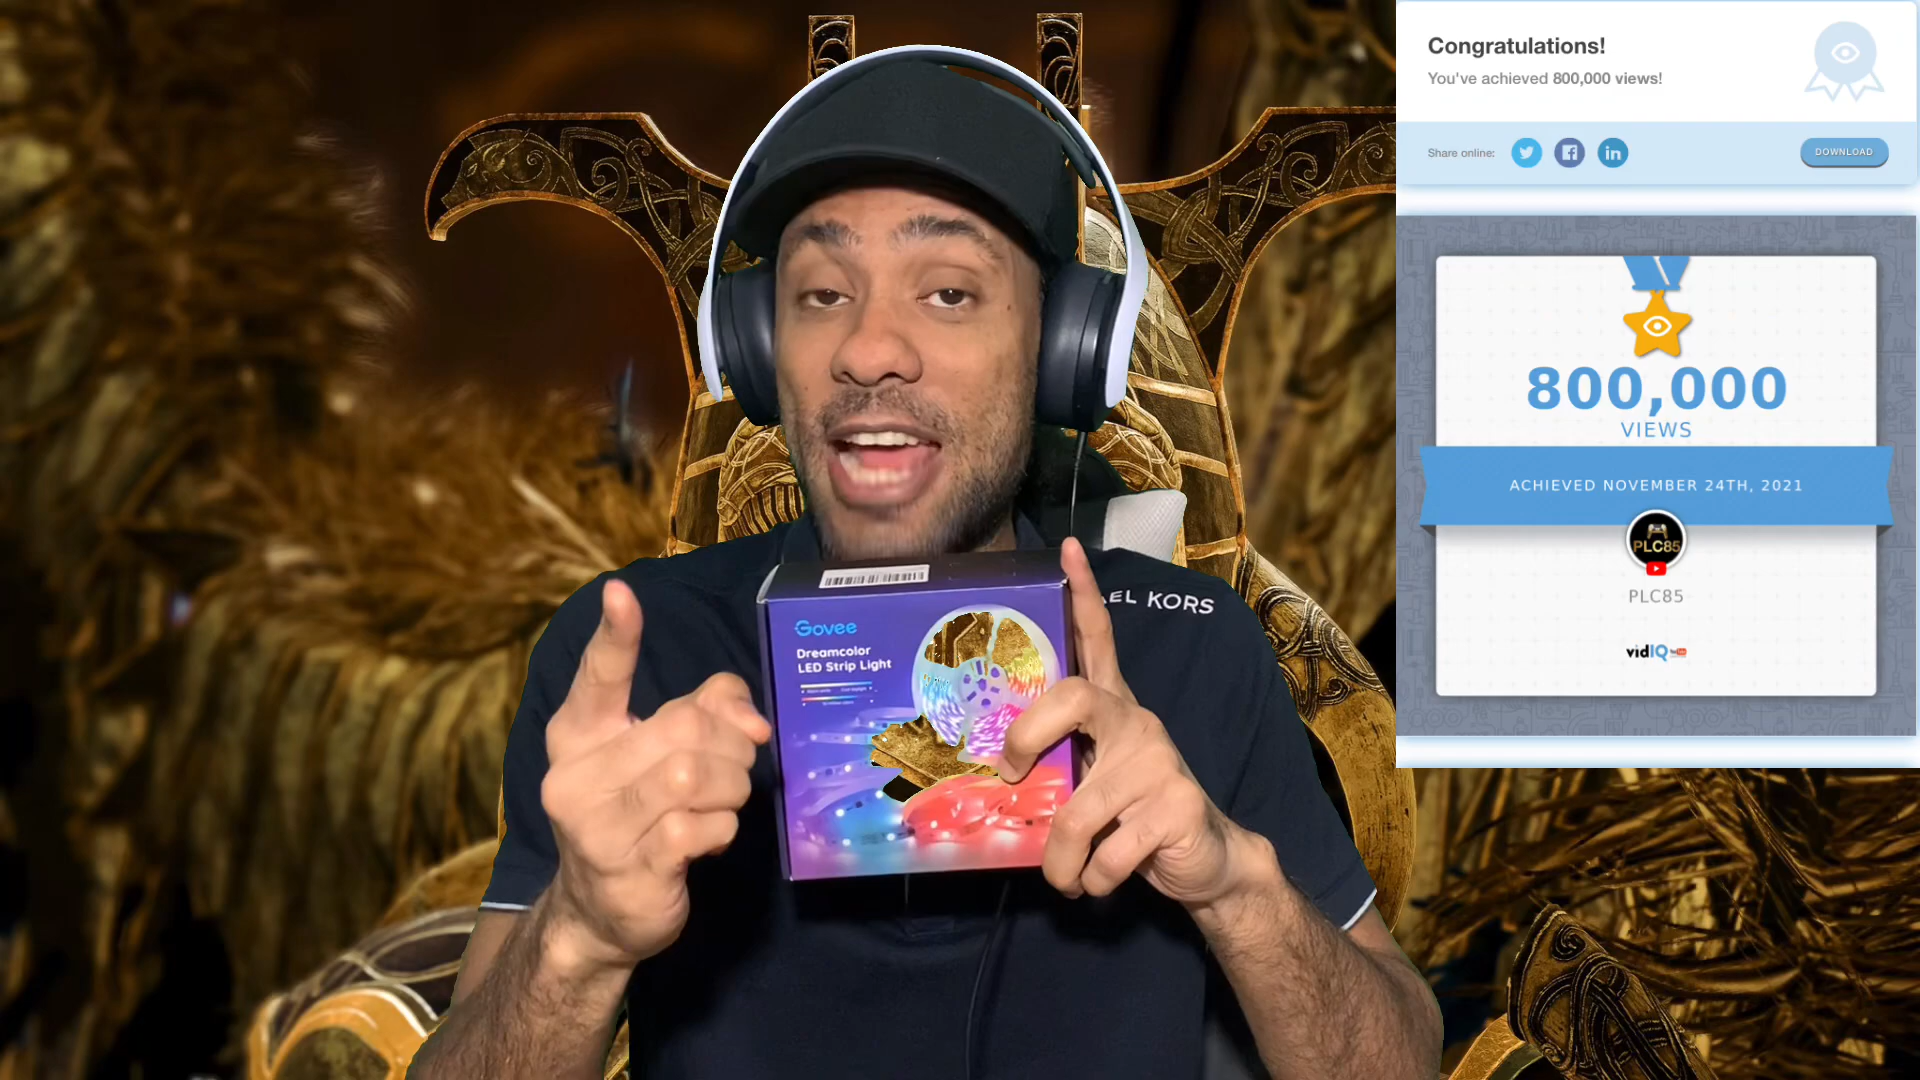 Congratulations!
You've achieved 800,000 views!
Share online:
DOWNLOAD
800,000
VIEWS
ACHIEVED NOVEMBER 24TH, 2021
PLC85
PLC85
vidIQ
EL KORS
Govee
Dreamcolor
LED Strip Light